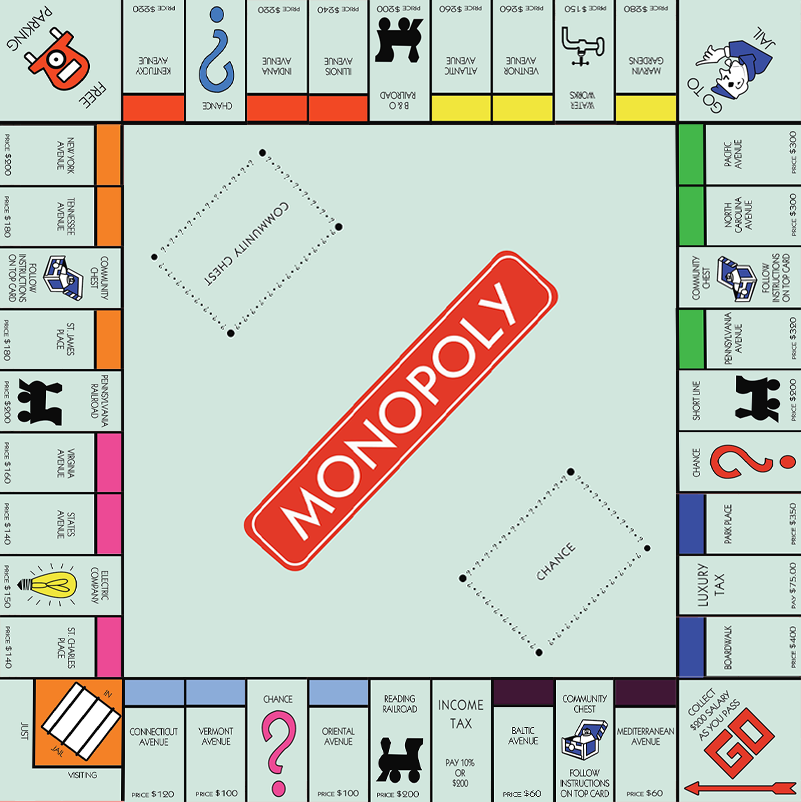 FREE
PARKING
KENTUCKY
AVENUE
PRICE $220
CHANCE
INDIANA
AVENUE
PRICE $220
ILLINOIS
AVENUE
PRICE $240
B & O
RAILROAD
PRICE $200
ATLANTIC
AVENUE
PRICE $260
VENTNOR
AVENUE
PRICE $260
WATER
WORKS
PRICE $150
MARVIN
GARDENS
PRICE $280
GO TO
JAIL
NEW YORK
AVENUE
PRICE $200
TENNESSEE
AVENUE
PRICE $180
COMMUNITY
CHEST
FOLLOW
INSTRUCTIONS
ON TOP CARD
ST. JAMES
PLACE
PRICE $180
PENNSYLVANIA
RAILROAD
PRICE $200
VIRGINIA
AVENUE
PRICE $160
STATES
AVENUE
PRICE $140
ELECTRIC
COMPANY
PRICE $150
ST. CHARLES
PLACE
PRICE $140
COMMUNITY CHEST
MONOPOLY
CHANCE
PACIFIC
AVENUE
PRICE $300
NORTH
CAROLINA
AVENUE
PRICE $300
COMMUNITY
CHEST
FOLLOW
INSTRUCTIONS
ON TOP CARD
PENNSYLVANIA
AVENUE
PRICE $320
SHORT LINE
PRICE $200
CHANCE
PARK PLACE
PRICE $350
LUXURY
TAX
PAY $75.00
BOARDWALK
PRICE $400
IN
JAIL
JUST
VISITING
CONNECTICUT
AVENUE
PRICE $120
VERMONT
AVENUE
PRICE $100
CHANCE
ORIENTAL
AVENUE
PRICE $100
READING
RAILROAD
PRICE $200
INCOME
TAX
PAY 10%
OR
$200
BALTIC
AVENUE
PRICE $60
COMMUNITY
CHEST
FOLLOW
INSTRUCTIONS
ON TOP CARD
MEDITERRANEAN
AVENUE
PRICE $60
COLLECT
$200 SALARY
AS YOU PASS
GO